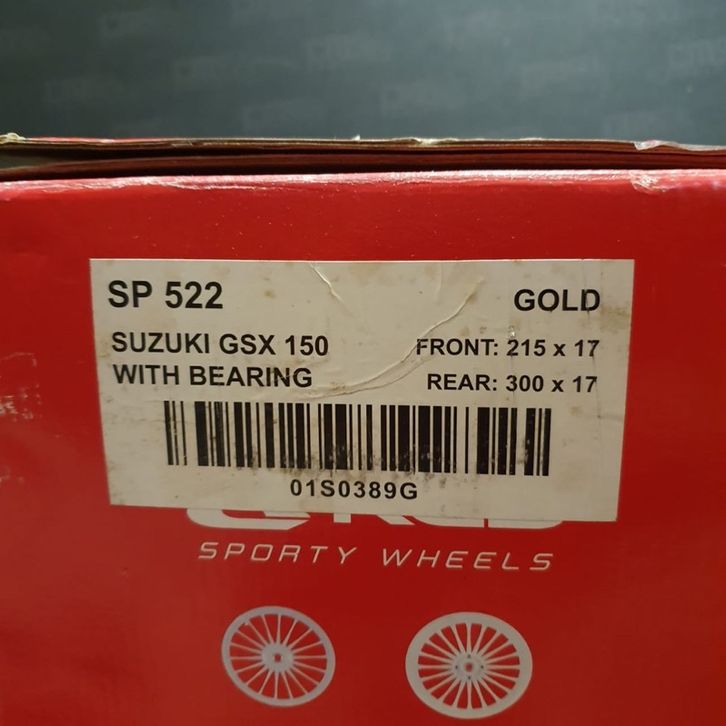 SP 522
GOLD
SUZUKI GSX 150
FRONT: 215 x 17
WITH BEARING
REAR: 300 x 17
01S0389G
SPORTY WHEELS